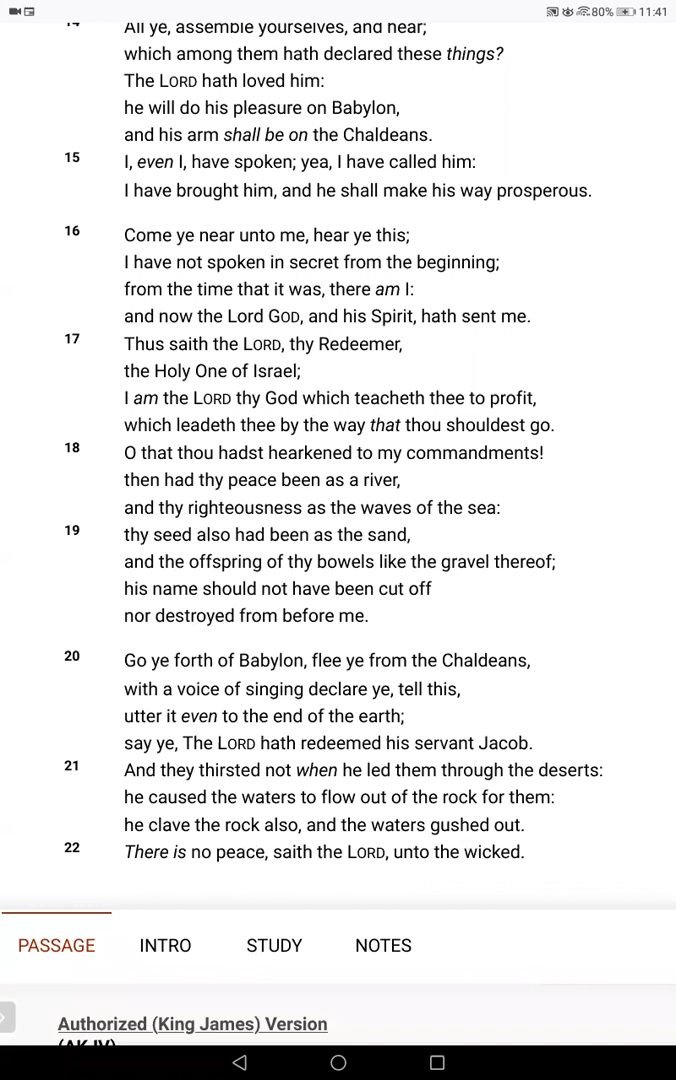 80% 11:41
14 All ye, assemble yourselves, and hear;
which among them hath declared these things?
The LORD hath loved him:
he will do his pleasure on Babylon,
and his arm shall be on the Chaldeans.
15 I, even I, have spoken; yea, I have called him:
I have brought him, and he shall make his way prosperous.
16 Come ye near unto me, hear ye this;
I have not spoken in secret from the beginning;
from the time that it was, there am I:
and now the Lord GOD, and his Spirit, hath sent me.
17 Thus saith the LORD, thy Redeemer,
the Holy One of Israel;
I am the LORD thy God which teacheth thee to profit,
which leadeth thee by the way that thou shouldest go.
18 O that thou hadst hearkened to my commandments!
then had thy peace been as a river,
and thy righteousness as the waves of the sea:
19 thy seed also had been as the sand,
and the offspring of thy bowels like the gravel thereof;
his name should not have been cut off
nor destroyed from before me.
20 Go ye forth of Babylon, flee ye from the Chaldeans,
with a voice of singing declare ye, tell this,
utter it even to the end of the earth;
say ye, The LORD hath redeemed his servant Jacob.
21 And they thirsted not when he led them through the deserts:
he caused the waters to flow out of the rock for them:
he clave the rock also, and the waters gushed out.
22 There is no peace, saith the LORD, unto the wicked.
PASSAGE INTRO STUDY NOTES
Authorized (King James) Version
(AKJV)